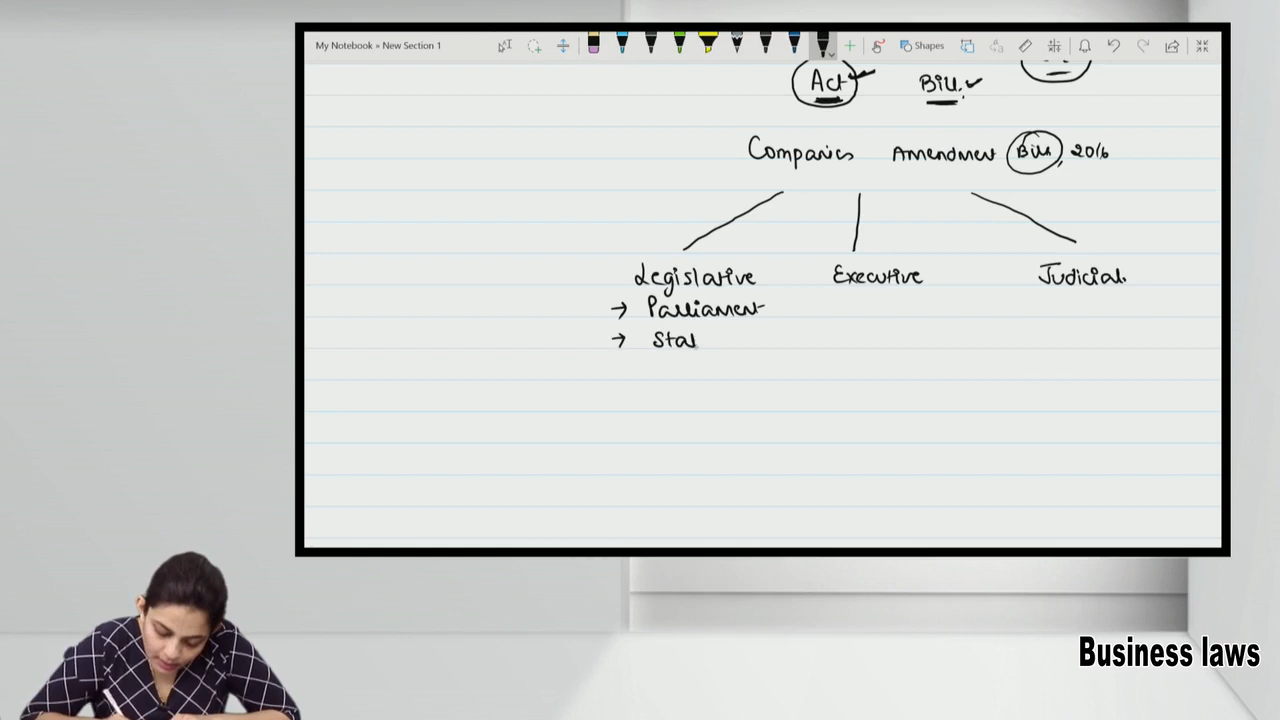 My Notebook » New Section 1
Shapes
Act Bill
Companies Amendment Bill, 2016
Legislative Executive Judicial.
→ Parliament
→ Stat
Business laws